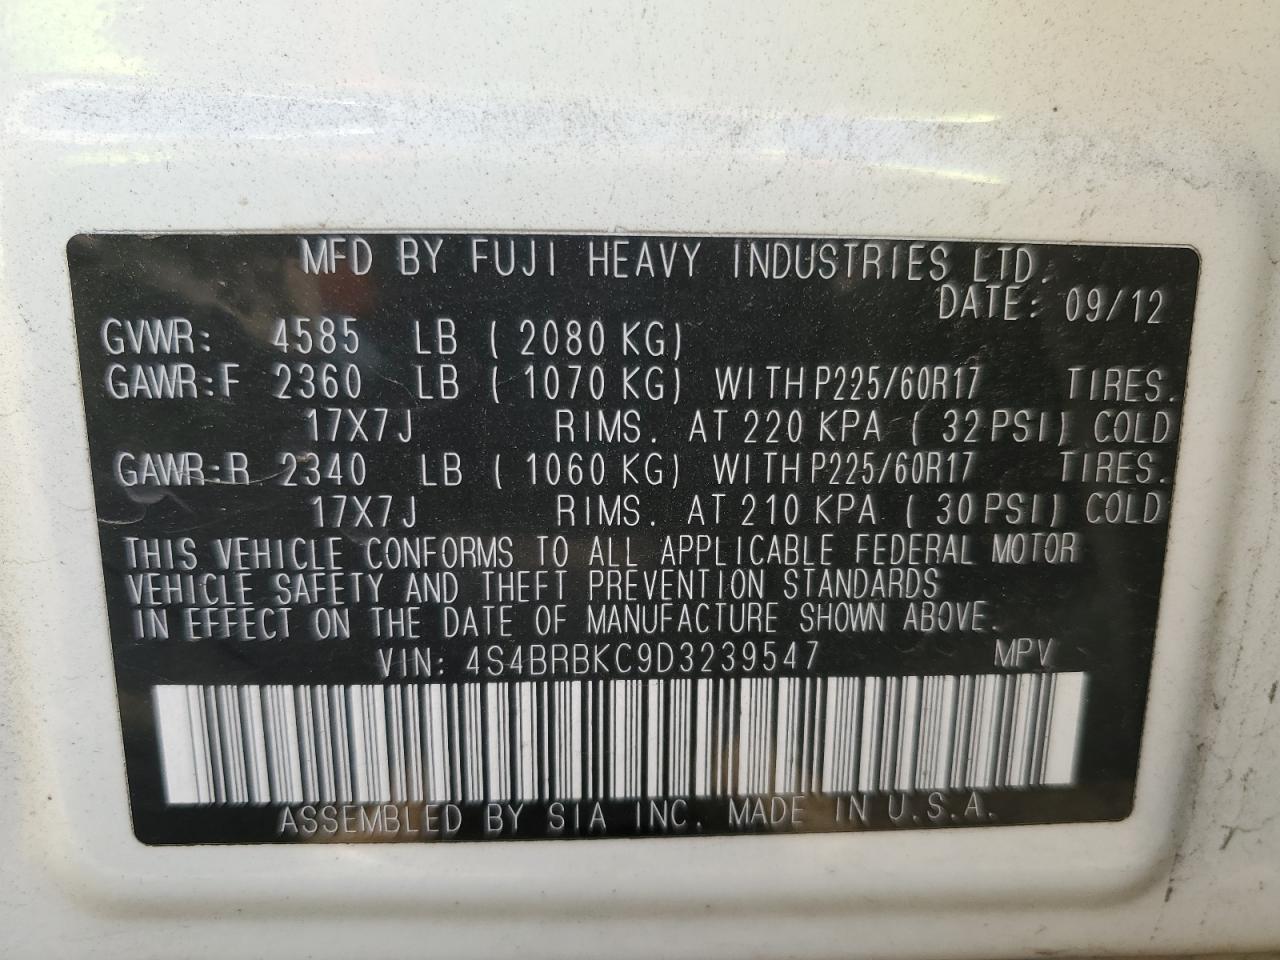 MFD BY FUJI HEAVY INDUSTRIES LTD.
DATE: 09/12
GVWR: 4585 LB ( 2080 KG)
GAWR:F 2360 LB ( 1070 KG) WITH P225/60R17 TIRES.
17X7J RIMS. AT 220 KPA ( 32 PSI) COLD
GAWR:R 2340 LB ( 1060 KG) WITH P225/60R17 TIRES.
17X7J RIMS. AT 210 KPA ( 30 PSI) COLD
THIS VEHICLE CONFORMS TO ALL APPLICABLE FEDERAL MOTOR
VEHICLE SAFETY AND THEFT PREVENTION STANDARDS
IN EFFECT ON THE DATE OF MANUFACTURE SHOWN ABOVE.
VIN: 4S4BRBKC9D3239547 MPV
ASSEMBLED BY SIA INC. MADE IN U.S.A.